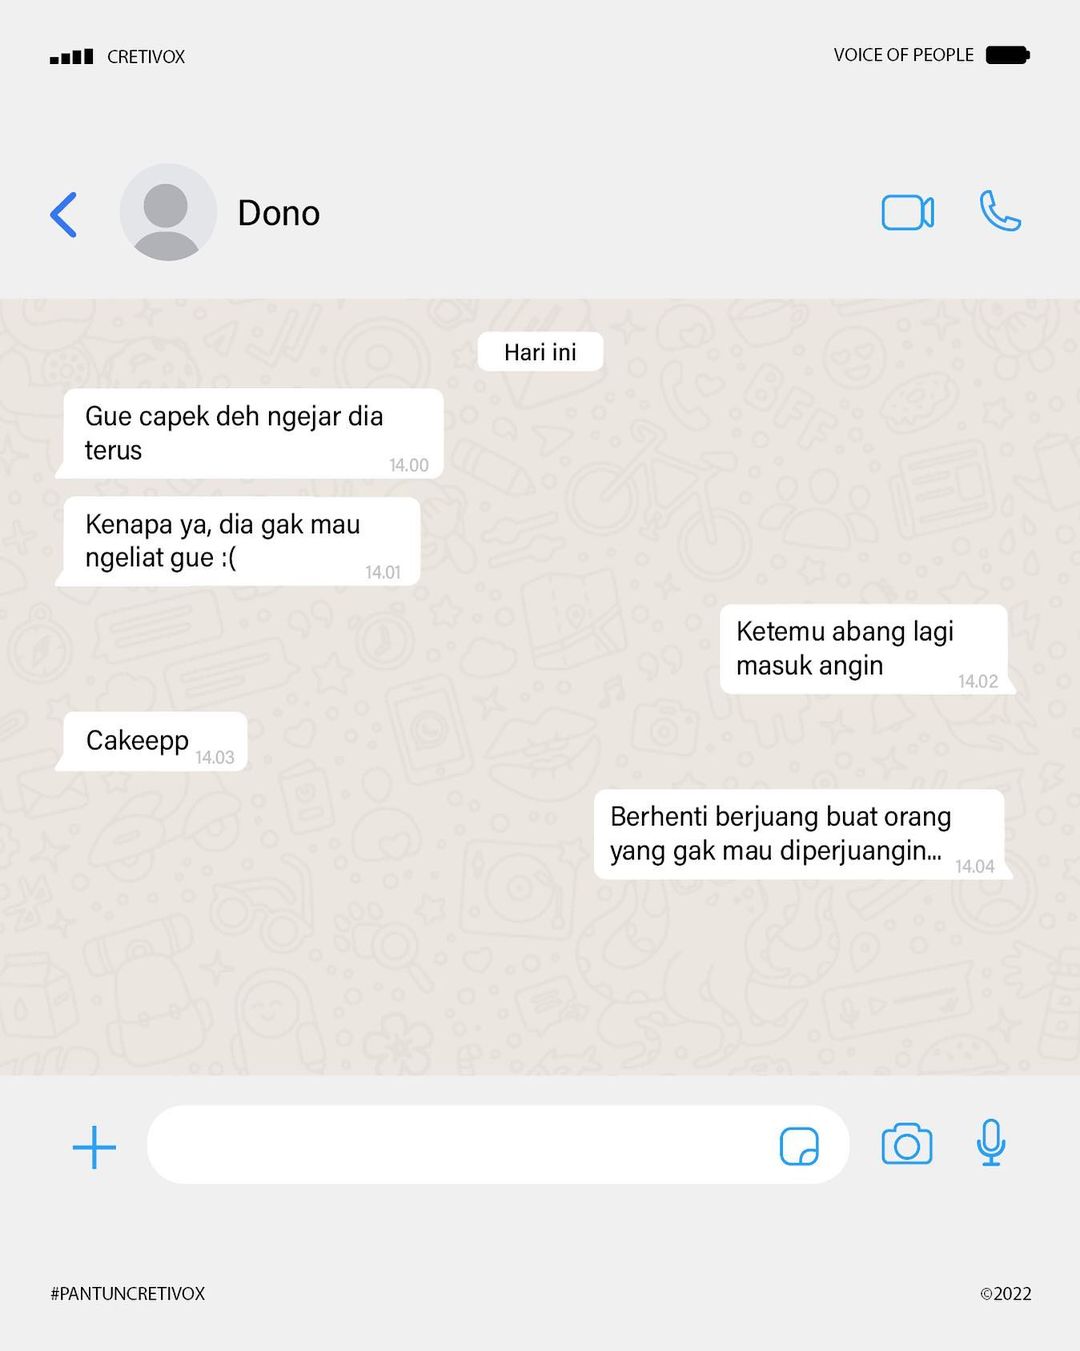 CRETIVOX
VOICE OF PEOPLE
Dono
Hari ini
Gue capek deh ngejar dia
terus
14.00
Kenapa ya, dia gak mau
ngeliat gue :(
14.01
Ketemu abang lagi
masuk angin
14.02
Cakeepp
14.03
Berhenti berjuang buat orang
yang gak mau diperjuangin...
14.04
#PANTUNCRETIVOX
©2022